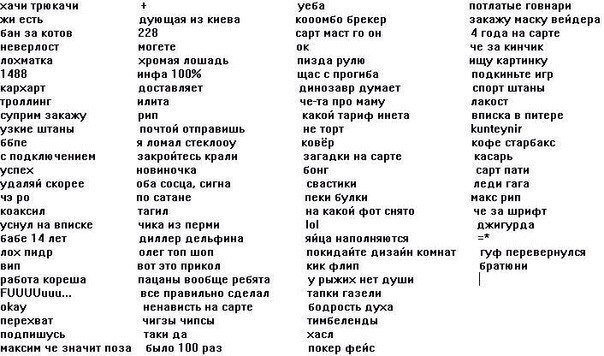 хачи трюкачи
жи есть
бан за котов
неверлост
лохматка
1488
кархарт
троллинг
суприм закажу
узкие штаны
ббпе
с подключением
успех
удаляй скорее
чэ ро
коаксил
уснул на вписке
бабе 14 лет
лох пидр
вип
работа кореша
FUUUUuuu...
okay
перехват
подпишусь
максим че значит поза
+
дующая из киева
228
могете
хромая лошадь
инфа 100%
доставляет
илита
рип
почтой отправишь
я ломал стеклооу
закройтесь крали
новиночка
оба сосца, сигна
по сатане
тагил
чика из перми
диллер дельфина
олег топ шоп
вот это прикол
пацаны вообще ребята
все правильно сделал
ненависть на сарте
чигзы чипсы
таки да
было 100 раз
уеба
кооомбо брекер
сарт маст го он
ок
пизда рулю
щас с прогиба
динозавр думает
че-та про маму
какой тариф инета
не торт
ковёр
загадки на сарте
бонг
свастики
пеки булки
на какой фот снято
lol
яйца наполняются
покидайте дизайн комнат
кик флип
у рыжих нет души
тапки газели
бодрость духа
тимбеленды
хасл
покер фейс
потлатые говнари
закажу маску вейдера
4 года на сарте
че за кинчик
ищу картинку
подкиньте игр
спорт штаны
лакост
вписка в питере
kunteynir
кофе старбакс
касарь
сарт пати
леди гага
макс рип
че за шрифт
джигурда
=*
гуф перевернулся
братюни